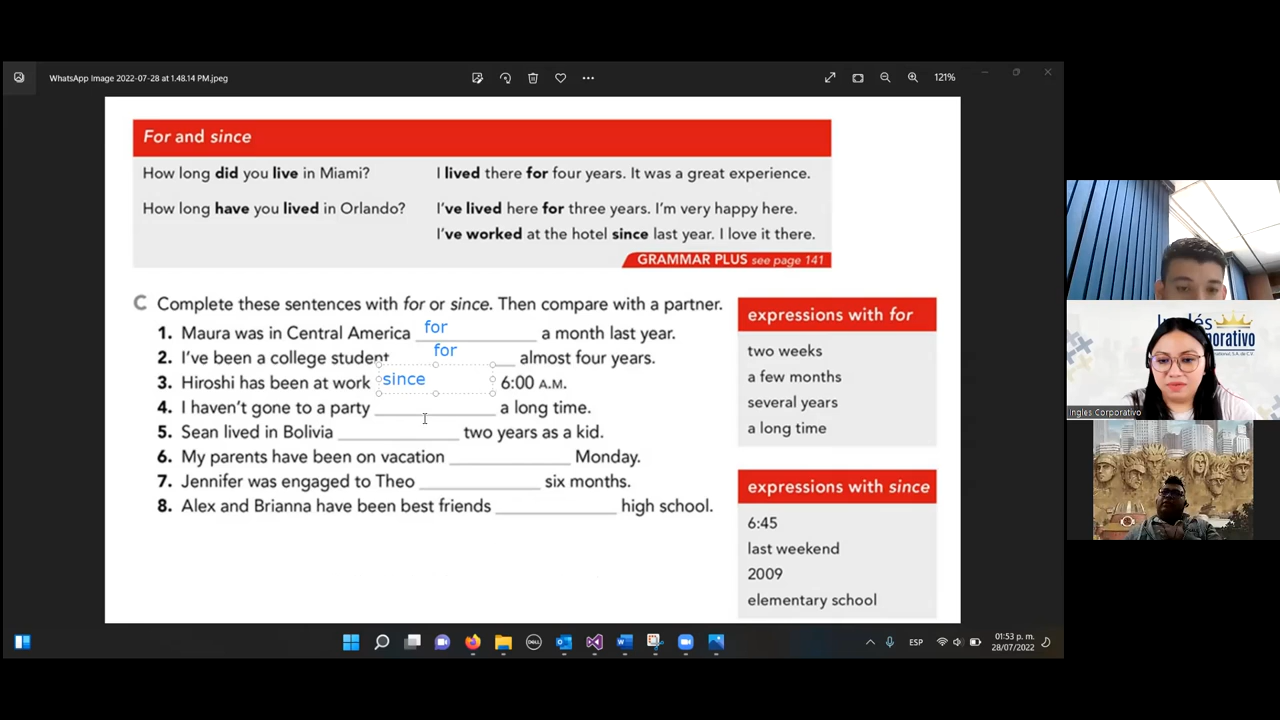 WhatsApp Image 2022-07-28 at 1.48.14 PM.jpeg
121%
For and since
How long did you live in Miami? I lived there for four years. It was a great experience.
How long have you lived in Orlando? I've lived here for three years. I'm very happy here.
I've worked at the hotel since last year. I love it there.
GRAMMAR PLUS see page 141
C Complete these sentences with for or since. Then compare with a partner.
1. Maura was in Central America for a month last year.
2. I've been a college student for almost four years.
3. Hiroshi has been at work since 6:00 A.M.
4. I haven't gone to a party ____ a long time.
5. Sean lived in Bolivia ____ two years as a kid.
6. My parents have been on vacation ____ Monday.
7. Jennifer was engaged to Theo ____ six months.
8. Alex and Brianna have been best friends ____ high school.
expressions with for
two weeks
a few months
several years
a long time
expressions with since
6:45
last weekend
2009
elementary school
Inglés
Corporativo
Ingles Corporativo
DELL
ESP
01:53 p. m.
28/07/2022